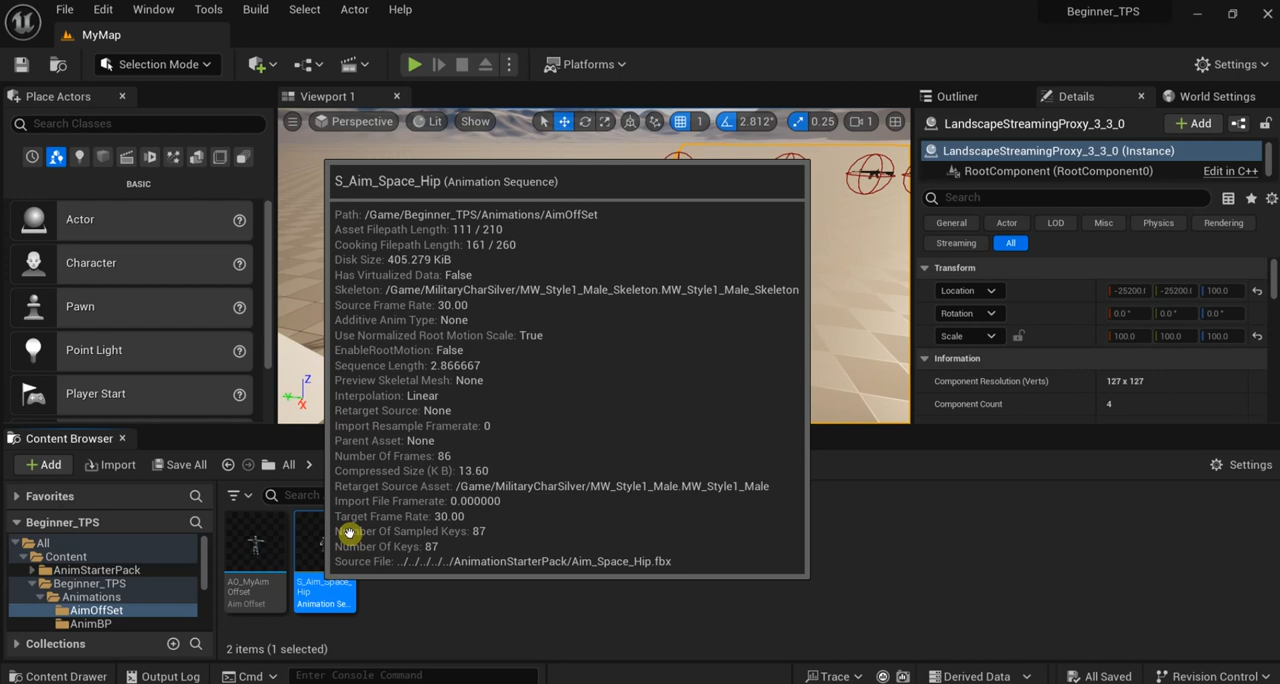 File Edit Window Tools Build Select Actor Help
Beginner_TPS
MyMap
Selection Mode
Platforms
Settings
Place Actors
Search Classes
BASIC
Actor
Character
Pawn
Point Light
Player Start
Viewport 1
Perspective Lit Show 1 2.812° 0.25 1
S_Aim_Space_Hip (Animation Sequence)
Path: /Game/Beginner_TPS/Animations/AimOffSet
Asset Filepath Length: 111 / 210
Cooking Filepath Length: 161 / 260
Disk Size: 405.279 KiB
Has Virtualized Data: False
Skeleton: /Game/MilitaryCharSilver/MW_Style1_Male_Skeleton.MW_Style1_Male_Skeleton
Source Frame Rate: 30.00
Additive Anim Type: None
Use Normalized Root Motion Scale: True
EnableRootMotion: False
Sequence Length: 2.866667
Preview Skeletal Mesh: None
Interpolation: Linear
Retarget Source: None
Import Resample Framerate: 0
Parent Asset: None
Number Of Frames: 86
Compressed Size (K B): 13.60
Retarget Source Asset: /Game/MilitaryCharSilver/MW_Style1_Male.MW_Style1_Male
Import File Framerate: 0.000000
Target Frame Rate: 30.00
Number Of Sampled Keys: 87
Number Of Keys: 87
Source File: ../../../../../AnimationStarterPack/Aim_Space_Hip.fbx
Z
Y
X
Outliner Details World Settings
LandscapeStreamingProxy_3_3_0
Add
LandscapeStreamingProxy_3_3_0 (Instance)
RootComponent (RootComponent0) Edit in C++
Search
General Actor LOD Misc Physics Rendering
Streaming All
Transform
Location -25200.( -25200.( 100.0
Rotation 0.0° 0.0° 0.0°
Scale 100.0 100.0 100.0
Information
Component Resolution (Verts) 127 x 127
Component Count 4
Content Browser
Add Import Save All All
Settings
Favorites
Beginner_TPS
All
Content
AnimStarterPack
Beginner_TPS
Animations
AimOffSet
AnimBP
Collections
Search
AO_MyAim
Offset
Aim Offset
S_Aim_Space_
Hip
Animation Se...
2 items (1 selected)
Content Drawer Output Log Cmd Enter Console Command Trace Derived Data All Saved Revision Control